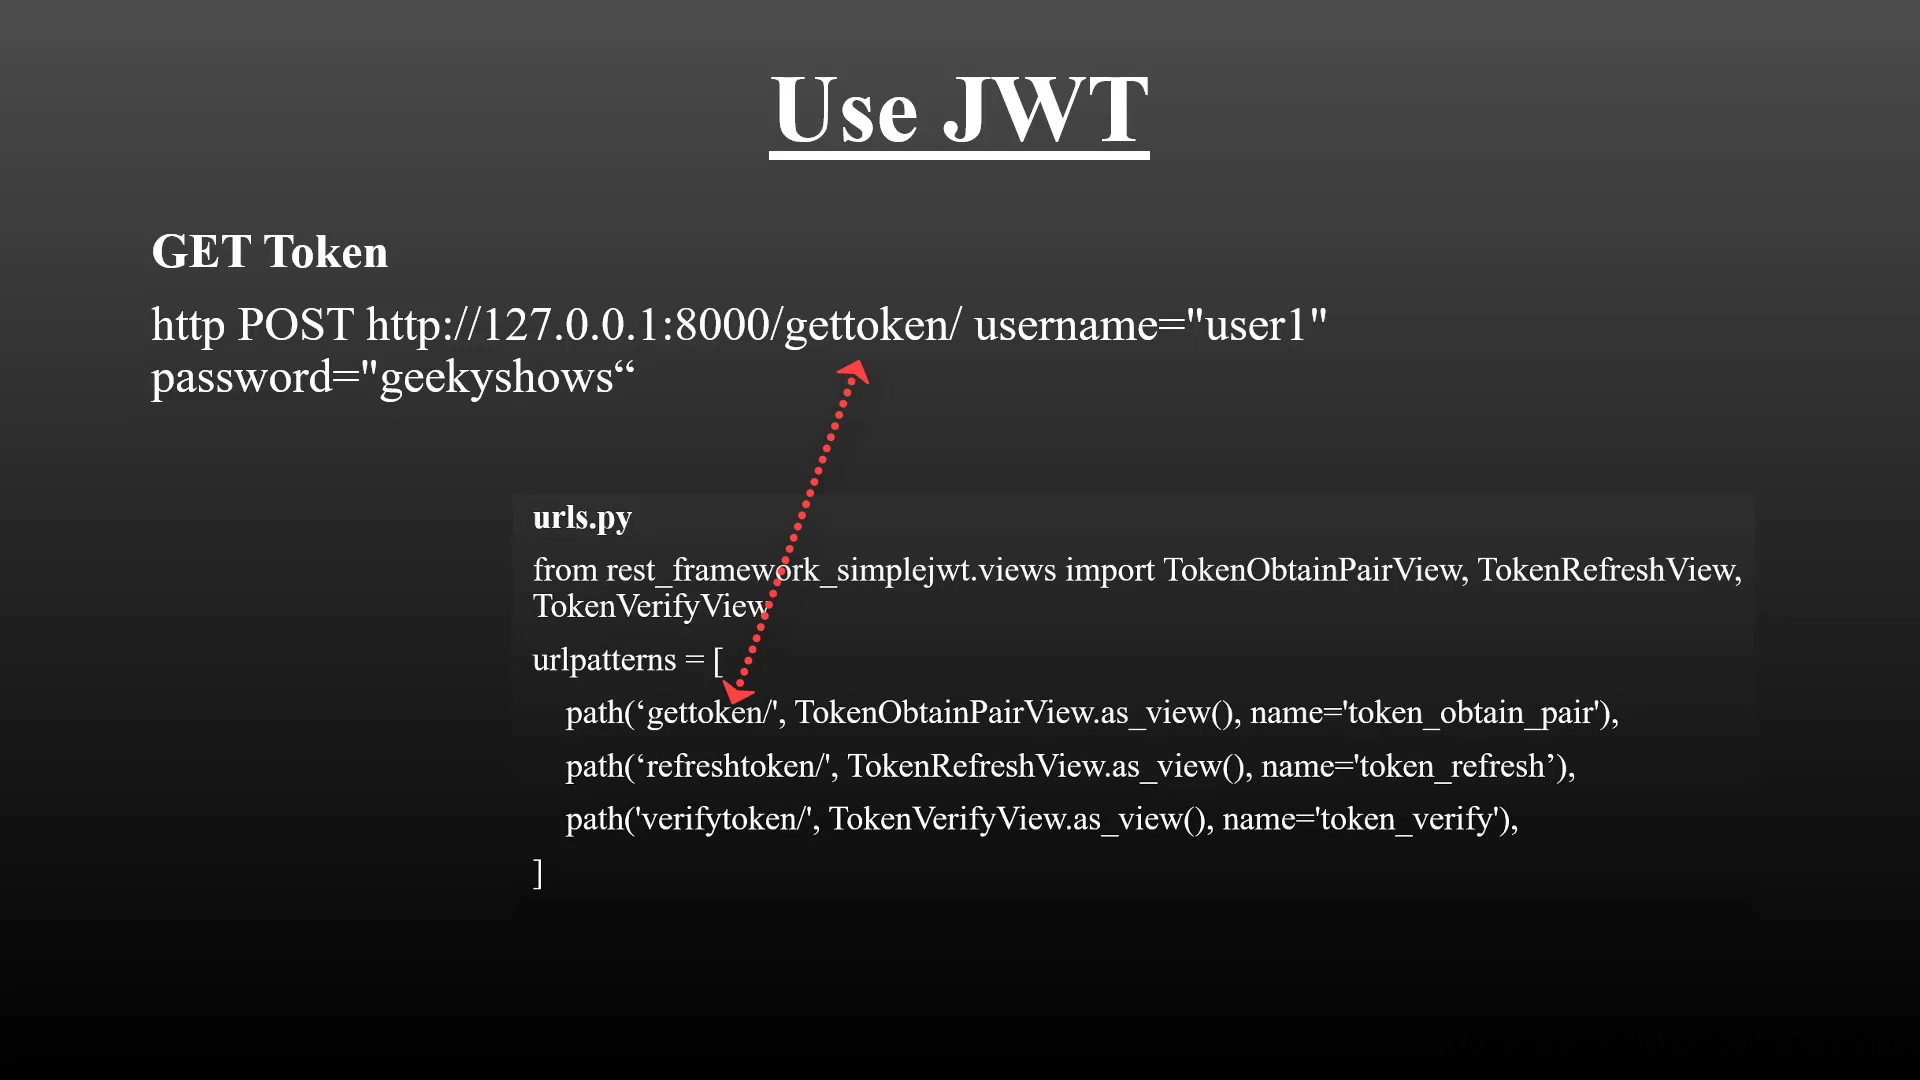 Use JWT
GET Token
http POST http://127.0.0.1:8000/gettoken/ username="user1"
password="geekyshows“
urls.py
from rest_framework_simplejwt.views import TokenObtainPairView, TokenRefreshView,
TokenVerifyView
urlpatterns = [
path(‘gettoken/', TokenObtainPairView.as_view(), name='token_obtain_pair'),
path(‘refreshtoken/', TokenRefreshView.as_view(), name='token_refresh’),
path('verifytoken/', TokenVerifyView.as_view(), name='token_verify'),
]